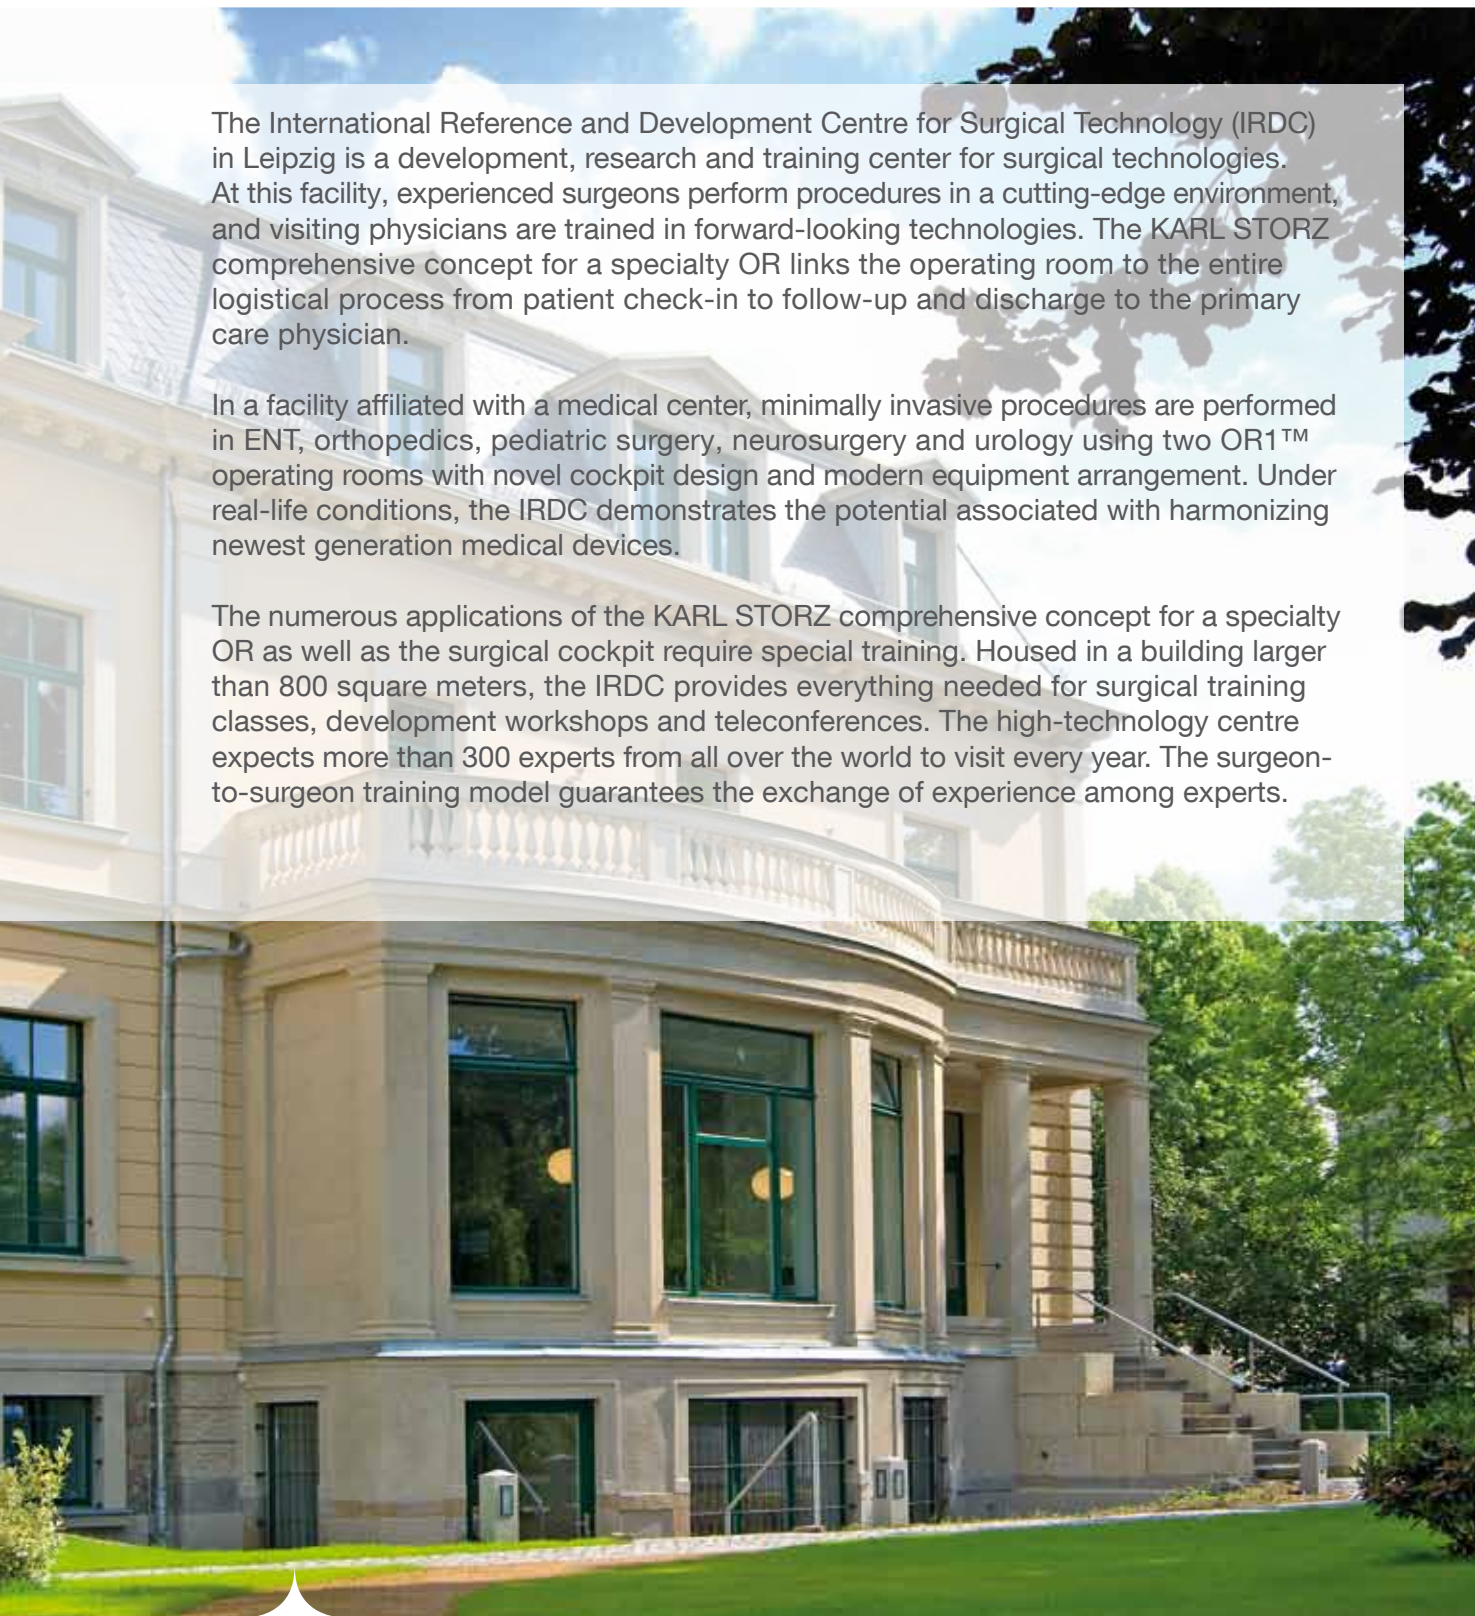 The International Reference and Development Centre for Surgical Technology (IRDC)
in Leipzig is a development, research and training center for surgical technologies.
At this facility, experienced surgeons perform procedures in a cutting-edge environment,
and visiting physicians are trained in forward-looking technologies. The KARL STORZ
comprehensive concept for a specialty OR links the operating room to the entire
logistical process from patient check-in to follow-up and discharge to the primary
care physician.
In a facility affiliated with a medical center, minimally invasive procedures are performed
in ENT, orthopedics, pediatric surgery, neurosurgery and urology using two OR1™
operating rooms with novel cockpit design and modern equipment arrangement. Under
real-life conditions, the IRDC demonstrates the potential associated with harmonizing
newest generation medical devices.
The numerous applications of the KARL STORZ comprehensive concept for a specialty
OR as well as the surgical cockpit require special training. Housed in a building larger
than 800 square meters, the IRDC provides everything needed for surgical training
classes, development workshops and teleconferences. The high-technology centre
expects more than 300 experts from all over the world to visit every year. The surgeon-
to-surgeon training model guarantees the exchange of experience among experts.